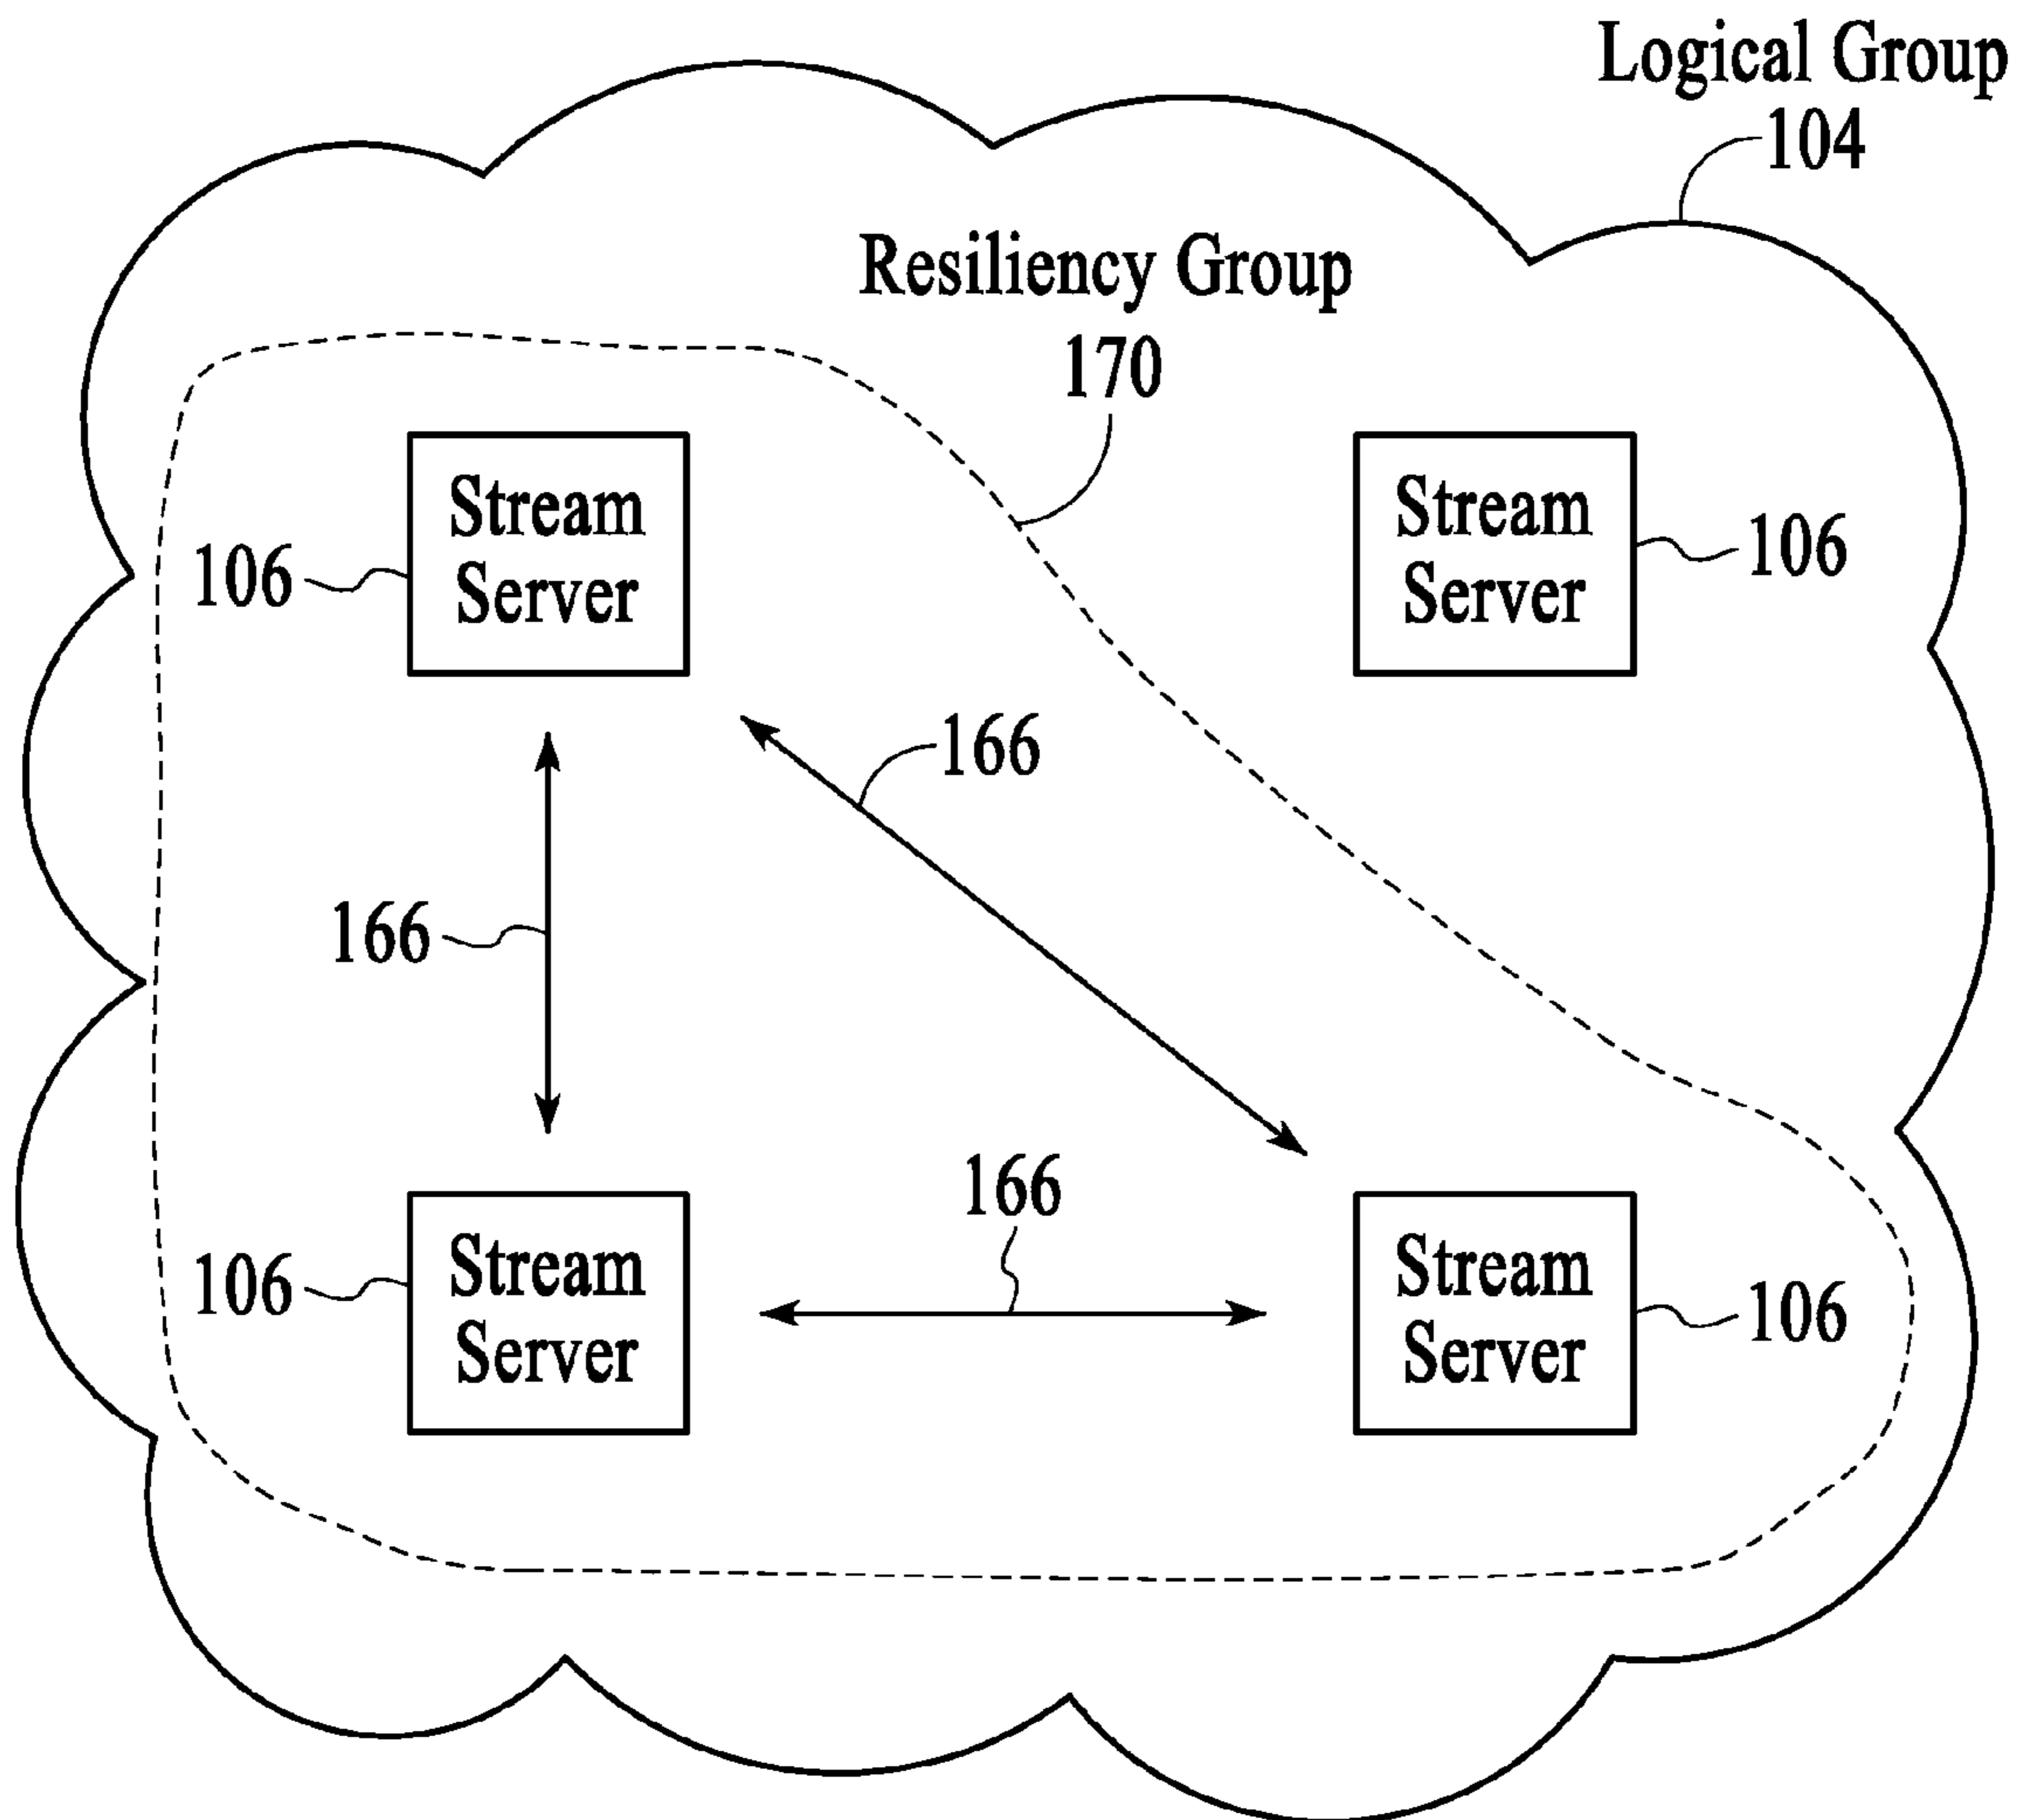 Logical Group
104
Resiliency Group
170
Stream
Server
106
Stream
Server
106
166
166
166
Stream
Server
106
Stream
Server
106